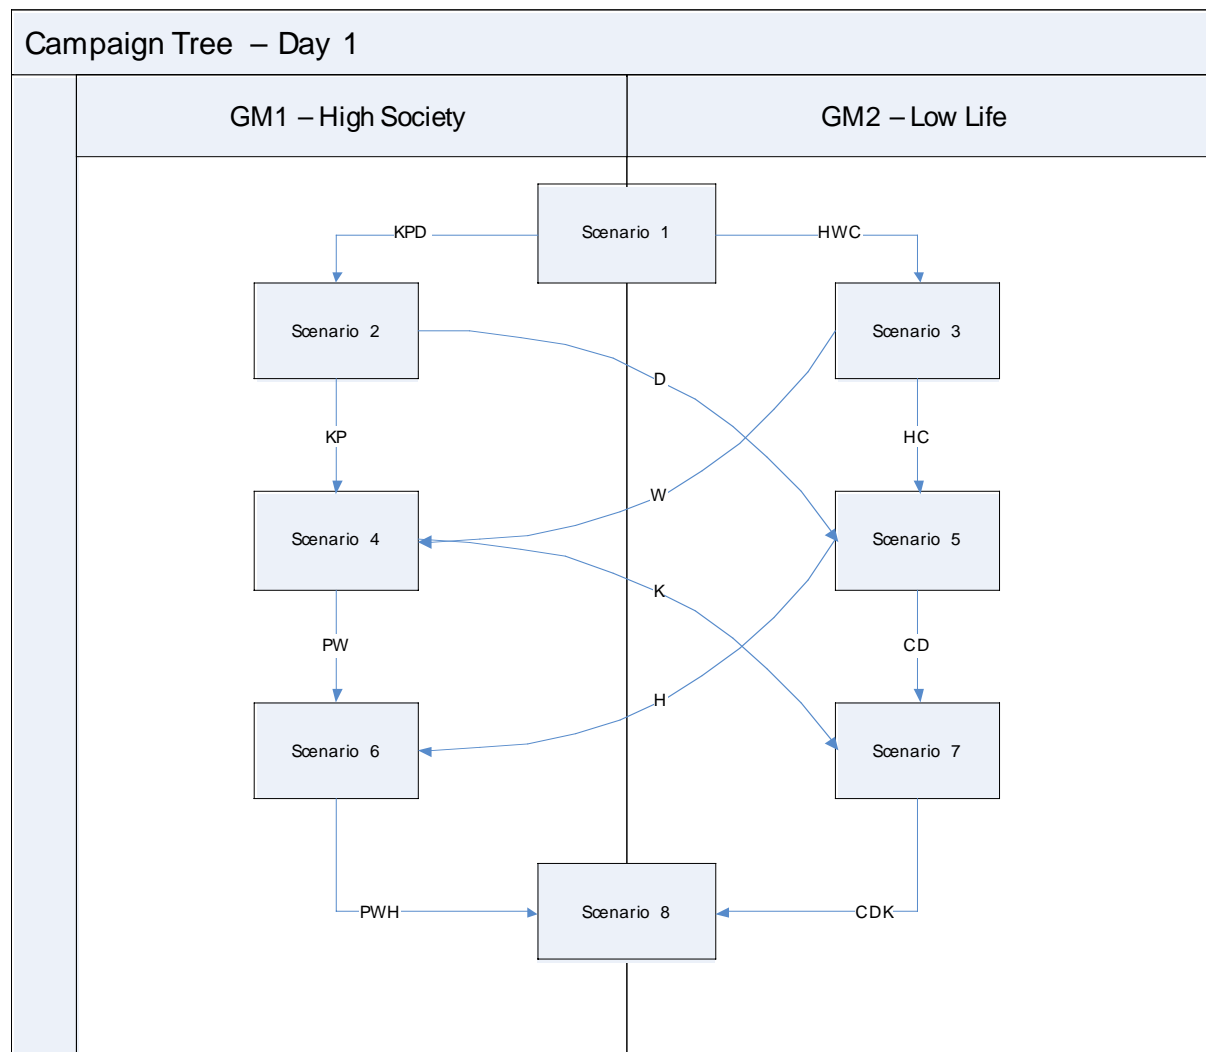 Campaign Tree – Day 1
GM1 – High Society
GM2 – Low Life
Scenario 1
KPD
HWC
Scenario 2
Scenario 3
D
KP
HC
W
Scenario 4
Scenario 5
K
PW
CD
H
Scenario 6
Scenario 7
Scenario 8
PWH
CDK